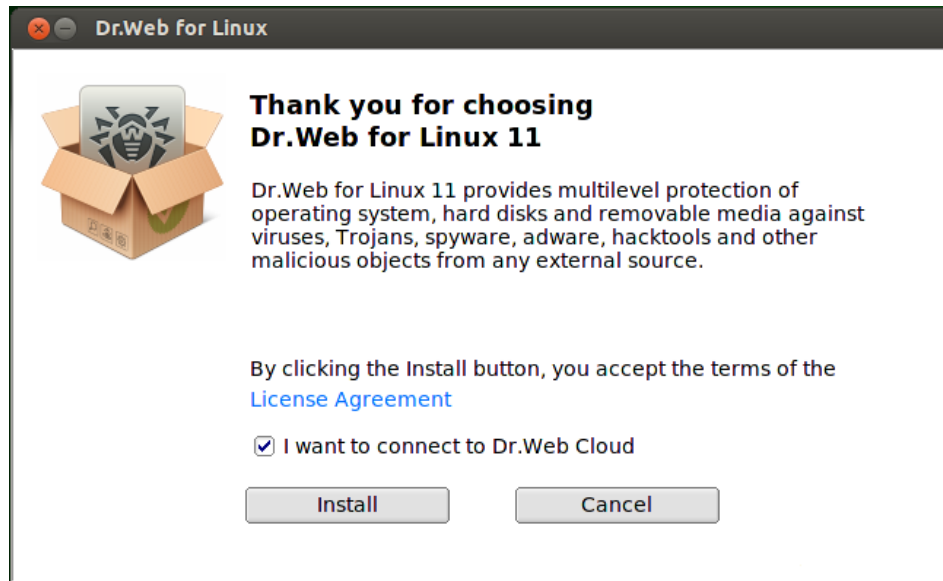 Dr.Web for Linux
Thank you for choosing
Dr.Web for Linux 11
Dr.Web for Linux 11 provides multilevel protection of
operating system, hard disks and removable media against
viruses, Trojans, spyware, adware, hacktools and other
malicious objects from any external source.
By clicking the Install button, you accept the terms of the
License Agreement
I want to connect to Dr.Web Cloud
Install
Cancel